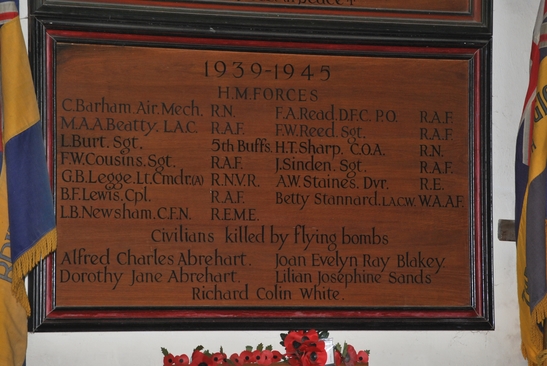 1939-1945
H.M.FORCES
C.Barham.Air.Mech. R.N. F.A.Read.D.F.C. P.O. R.A.F.
M.A.A.Beatty. L.A.C. R.A.F. F.W.Reed. Sgt. R.A.F.
L.Burt. Sgt. 5th Buffs. H.T.Sharp. C.O.A. R.N.
F.W.Cousins. Sgt. R.A.F. J.Sinden. Sgt. R.A.F.
G.B.Legge. Lt. Cmdr.(A) R.N.V.R. A.W.Staines. Dvr. R.E.
B.F.Lewis. Cpl. R.A.F. Betty Stannard. L.A.C.W. W.A.A.F.
L.B.Newsham. C.F.N. R.E.M.E.
Civilians killed by flying bombs
Alfred Charles Abrehart. Joan Evelyn Ray Blakey.
Dorothy Jane Abrehart. Lilian Josephine Sands
Richard Colin White.